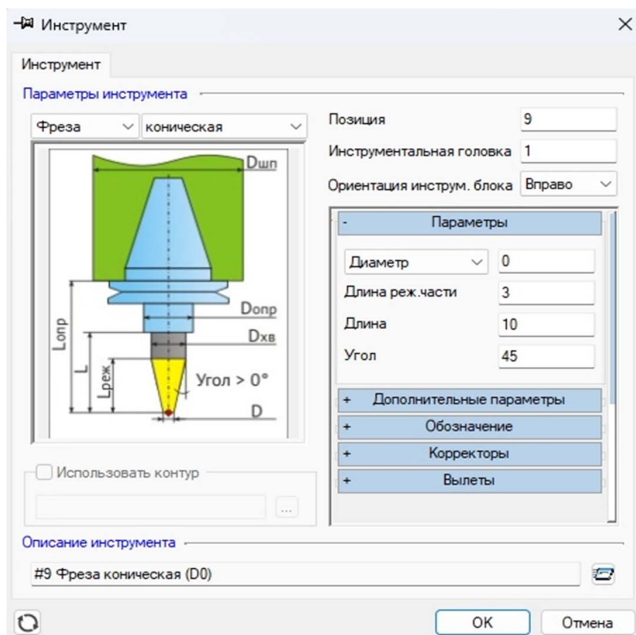 Инструмент
Инструмент
Параметры инструмента
Фреза коническая
Dшп
Dопр
Dхв
Lопр
L
Lреж
Угол > 0°
D
Использовать контур
...
Позиция 9
Инструментальная головка 1
Ориентация инструм. блока Вправо
- Параметры
Диаметр 0
Длина реж.части 3
Длина 10
Угол 45
+ Дополнительные параметры
+ Обозначение
+ Корректоры
+ Вылеты
Описание инструмента
#9 Фреза коническая (D0)
OK Отмена